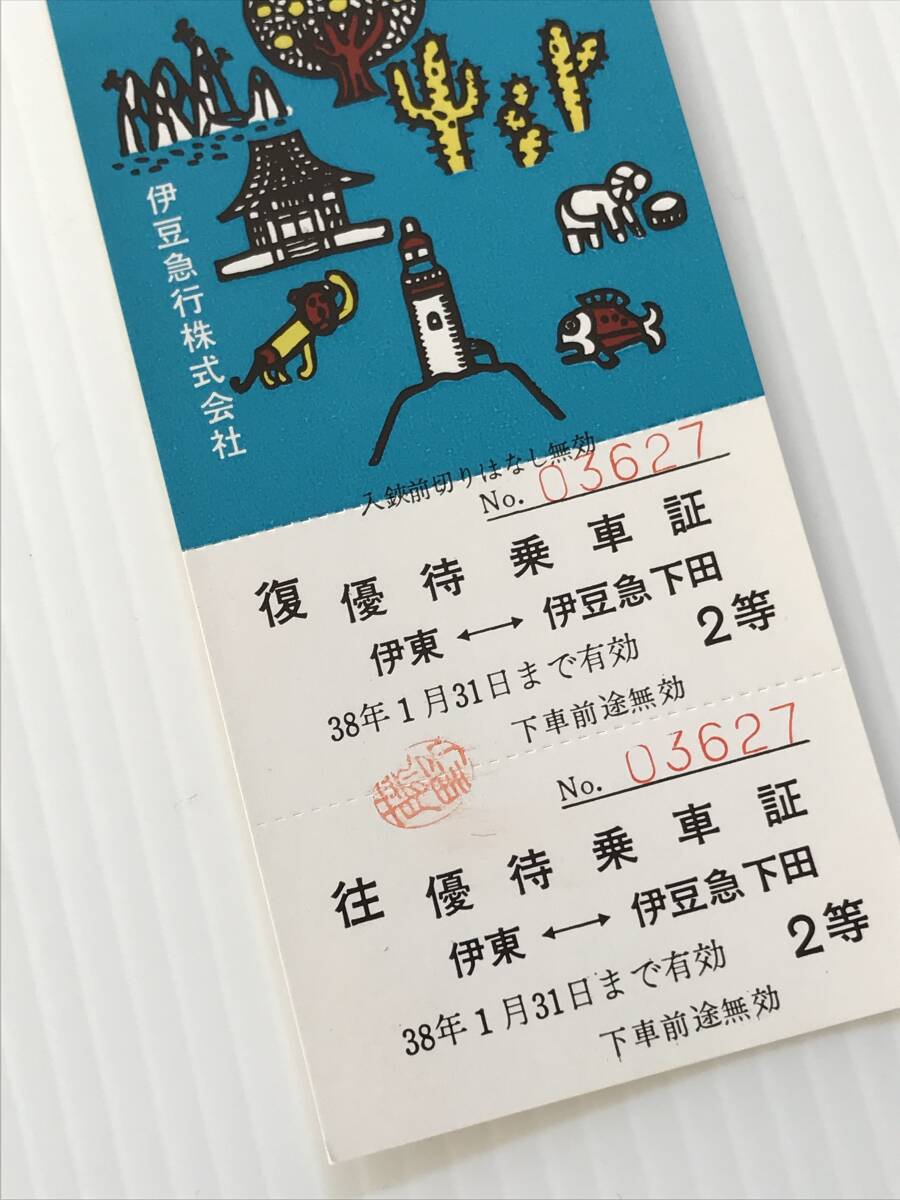 伊豆急行株式会社
入鋏前切りはなし無効
No. 03627
復優待乗車証
伊東 ↔ 伊豆急下田 2等
38年1月31日まで有効
下車前途無効
No. 03627
往優待乗車証
伊東 ↔ 伊豆急下田 2等
38年1月31日まで有効
下車前途無効